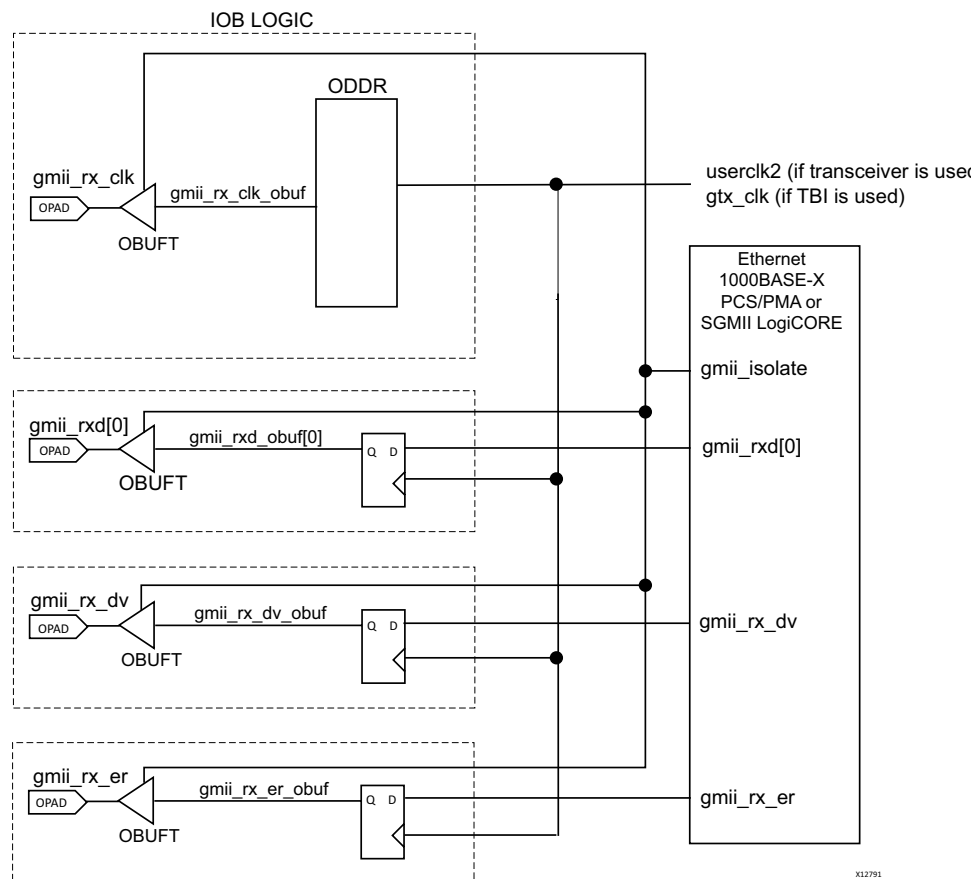 IOB LOGIC
ODDR
gmii_rx_clk
gmii_rx_clk_obuf
OPAD
OBUFT
userclk2 (if transceiver is used
gtx_clk (if TBI is used)
Ethernet
1000BASE-X
PCS/PMA or
SGMII LogiCORE
gmii_isolate
gmii_rxd[0]
gmii_rxd_obuf[0]
OPAD
Q D
gmii_rxd[0]
OBUFT
gmii_rx_dv
gmii_rx_dv_obuf
OPAD
Q D
gmii_rx_dv
OBUFT
gmii_rx_er
gmii_rx_er_obuf
OPAD
Q D
gmii_rx_er
OBUFT
X12791